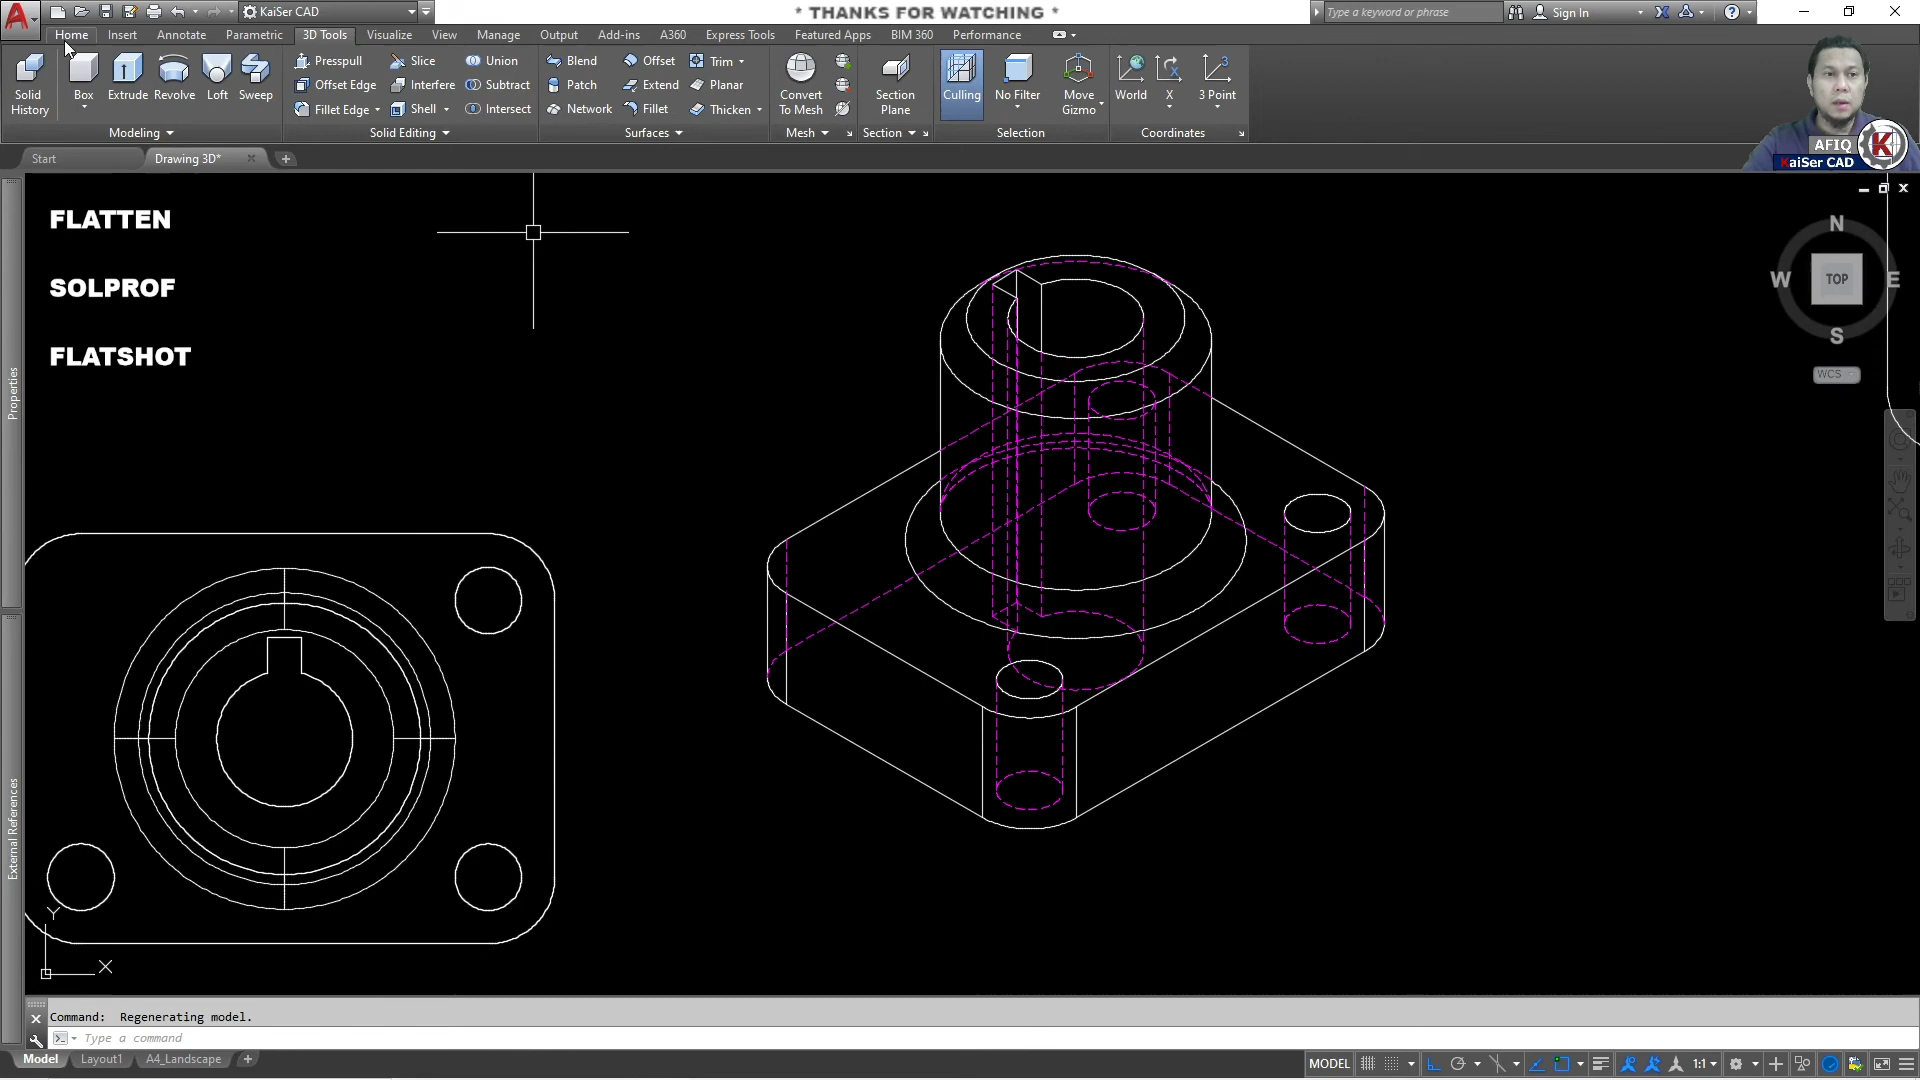 KaiSer CAD
* THANKS FOR WATCHING *
Type a keyword or phrase
Sign In
Home
Insert
Annotate
Parametric
3D Tools
Visualize
View
Manage
Output
Add-ins
A360
Express Tools
Featured Apps
BIM 360
Performance
Solid History
Box
Extrude
Revolve
Loft
Sweep
Modeling
Presspull
Offset Edge
Fillet Edge
Slice
Interfere
Shell
Union
Subtract
Intersect
Solid Editing
Blend
Patch
Network
Offset
Extend
Fillet
Trim
Planar
Thicken
Surfaces
Convert To Mesh
Mesh
Section Plane
Section
Culling
No Filter
Move Gizmo
Selection
World
X
3 Point
Coordinates
Start
Drawing 3D*
AFIQ
KaiSer CAD
K
FLATTEN
SOLPROF
FLATSHOT
N
W
TOP
E
S
WCS
Properties
External References
Y
X
Command: Regenerating model.
Type a command
Model
Layout1
A4_Landscape
MODEL
1:1